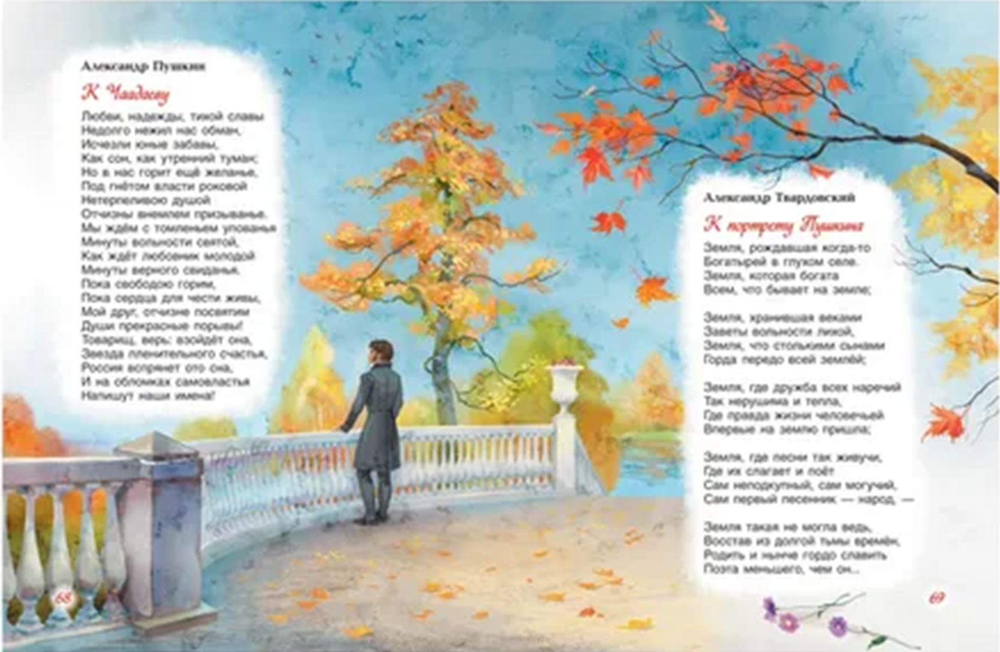 Александр Пушкин
К Чаадаеву
Любви, надежды, тихой славы
Недолго нежил нас обман,
Исчезли юные забавы,
Как сон, как утренний туман;
Но в нас горит ещё желанье,
Под гнётом власти роковой
Нетерпеливою душой
Отчизны внемлем призыванье.
Мы ждём с томленьем упованья
Минуты вольности святой,
Как ждёт любовник молодой
Минуты верного свиданья.
Пока свободою горим,
Пока сердца для чести живы,
Мой друг, отчизне посвятим
Души прекрасные порывы!
Товарищ, верь: взойдёт она,
Звезда пленительного счастья,
Россия вспрянет ото сна,
И на обломках самовластья
Напишут наши имена!
68
Александр Твардовский
К портрету Пушкина
Земля, рождавшая когда-то
Богатырей в глухом селе.
Земля, которая богата
Всем, что бывает на земле;
Земля, хранившая веками
Заветы вольности лихой,
Земля, что столькими сынами
Горда передо всей землёй;
Земля, где дружба всех наречий
Так нерушима и тепла,
Где правда жизни человечьей
Впервые на землю пришла;
Земля, где песни так живучи,
Где их слагает и поёт
Сам неподкупный, сам могучий,
Сам первый песенник — народ, —
Земля такая не могла ведь,
Восстав из долгой тьмы времён,
Родить и нынче гордо славить
Поэта меньшего, чем он...
69